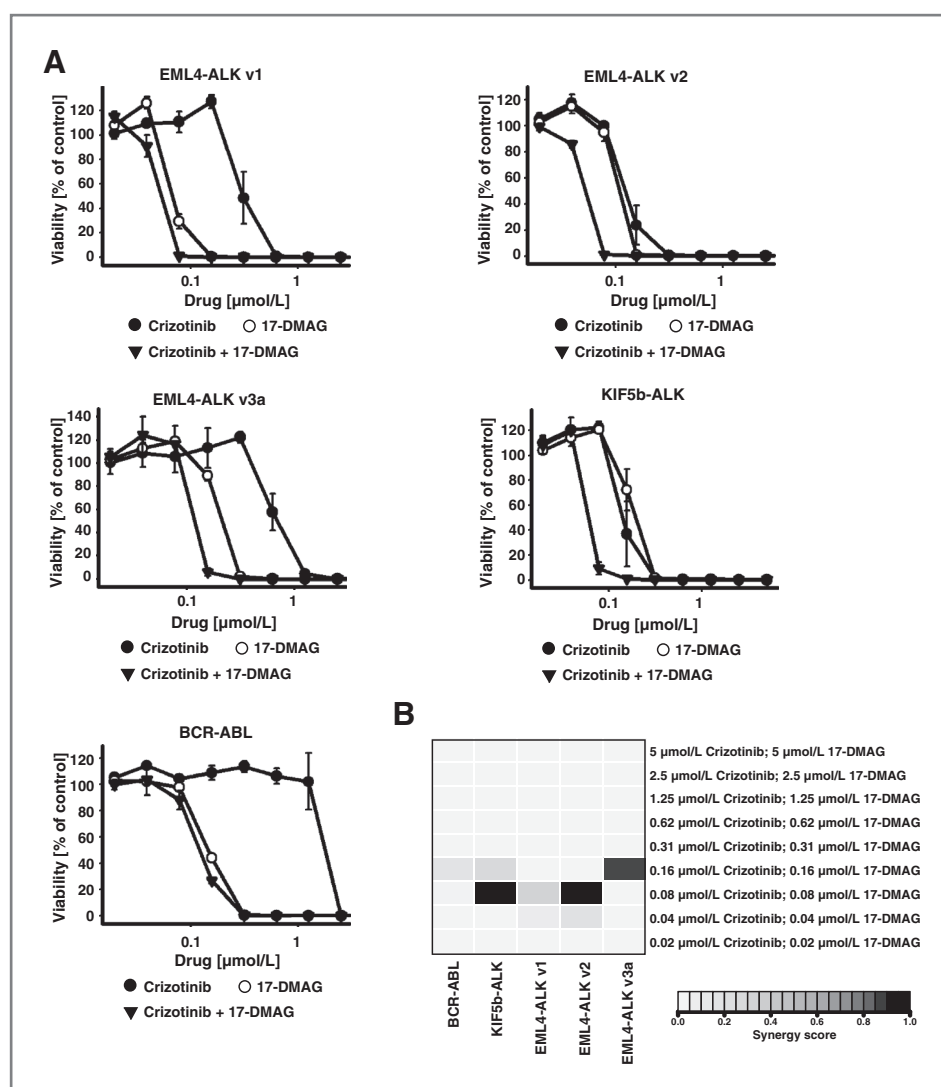 A
EML4-ALK v1
Viability [% of control]
120
100
80
60
40
20
0
0.1
1
Drug [µmol/L]
Crizotinib
17-DMAG
Crizotinib + 17-DMAG
EML4-ALK v2
Viability [% of control]
120
100
80
60
40
20
0
0.1
1
Drug [µmol/L]
Crizotinib
17-DMAG
Crizotinib + 17-DMAG
EML4-ALK v3a
Viability [% of control]
140
120
100
80
60
40
20
0
0.1
1
Drug [µmol/L]
Crizotinib
17-DMAG
Crizotinib + 17-DMAG
KIF5b-ALK
Viability [% of control]
120
100
80
60
40
20
0
0.1
1
Drug [µmol/L]
Crizotinib
17-DMAG
Crizotinib + 17-DMAG
BCR-ABL
Viability [% of control]
120
100
80
60
40
20
0
0.1
1
Drug [µmol/L]
Crizotinib
17-DMAG
Crizotinib + 17-DMAG
B
5 µmol/L Crizotinib; 5 µmol/L 17-DMAG
2.5 µmol/L Crizotinib; 2.5 µmol/L 17-DMAG
1.25 µmol/L Crizotinib; 1.25 µmol/L 17-DMAG
0.62 µmol/L Crizotinib; 0.62 µmol/L 17-DMAG
0.31 µmol/L Crizotinib; 0.31 µmol/L 17-DMAG
0.16 µmol/L Crizotinib; 0.16 µmol/L 17-DMAG
0.08 µmol/L Crizotinib; 0.08 µmol/L 17-DMAG
0.04 µmol/L Crizotinib; 0.04 µmol/L 17-DMAG
0.02 µmol/L Crizotinib; 0.02 µmol/L 17-DMAG
BCR-ABL
KIF5b-ALK
EML4-ALK v1
EML4-ALK v2
EML4-ALK v3a
0.0 0.2 0.4 0.6 0.8 1.0
Synergy score